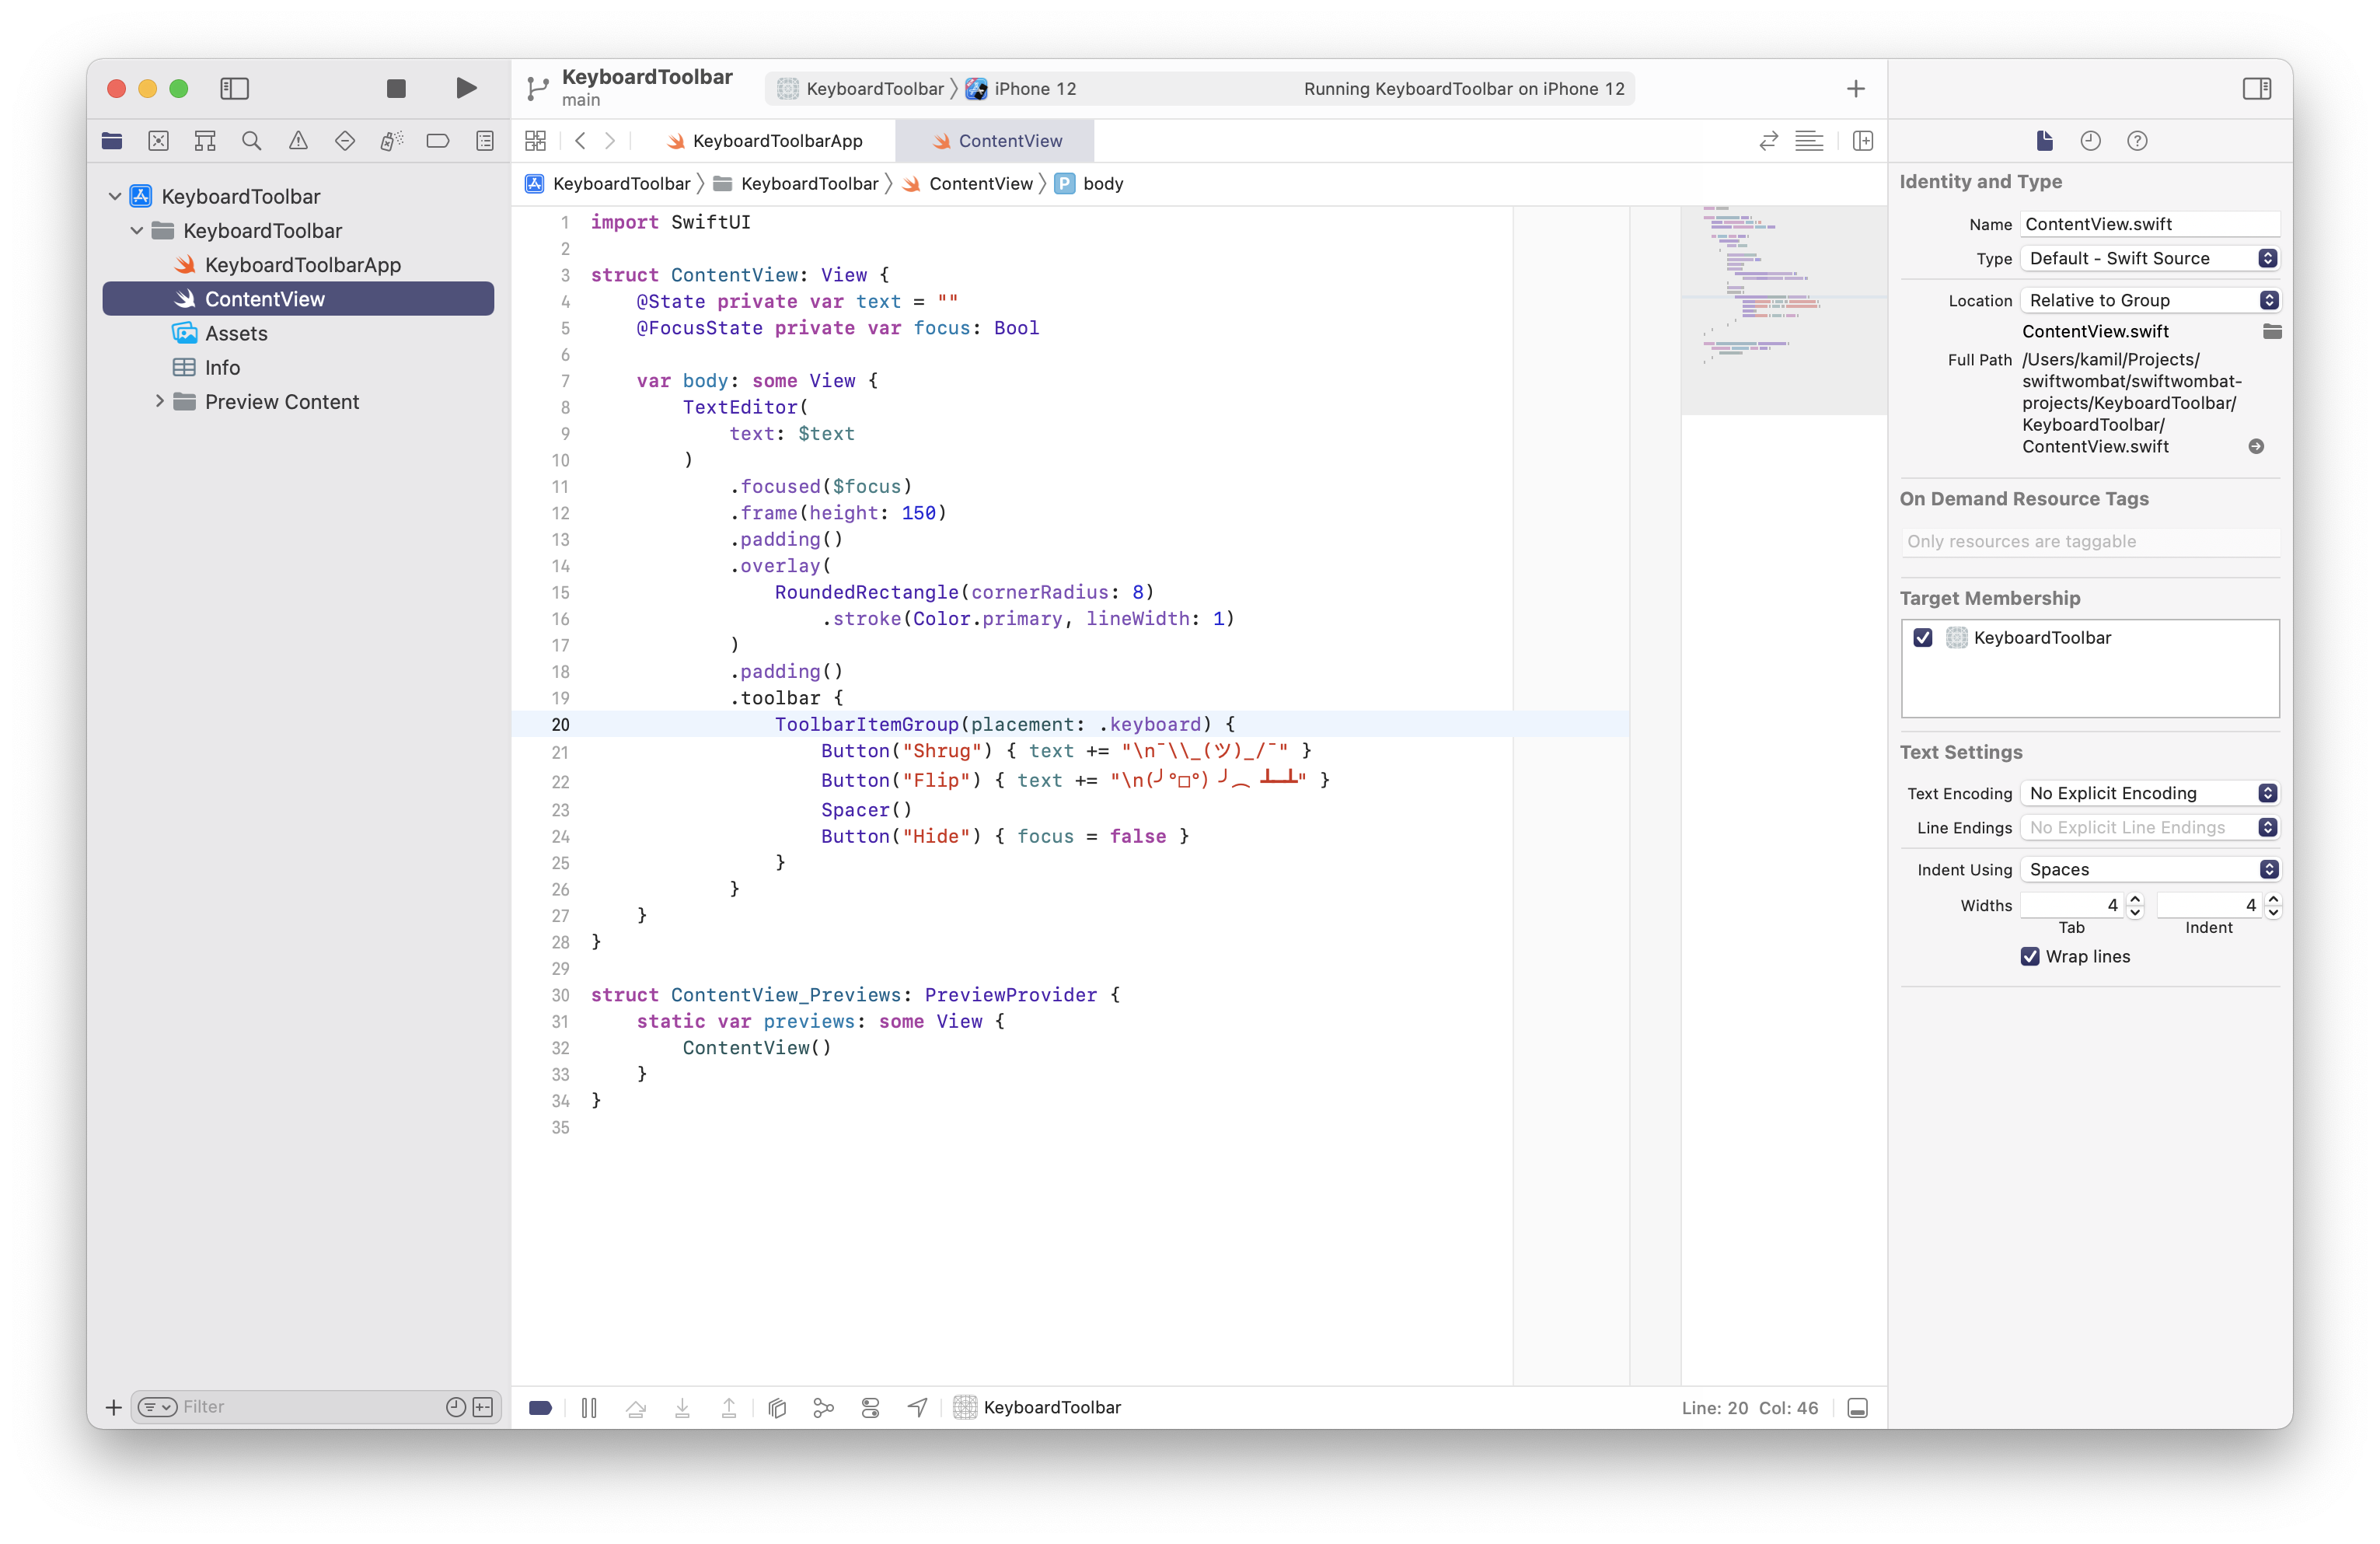 KeyboardToolbar
main
KeyboardToolbar
iPhone 12
Running KeyboardToolbar on iPhone 12
KeyboardToolbarApp
ContentView
KeyboardToolbar
KeyboardToolbar
ContentView
P body
KeyboardToolbar
KeyboardToolbar
KeyboardToolbarApp
ContentView
Assets
Info
Preview Content
1 import SwiftUI
2
3 struct ContentView: View {
4     @State private var text = ""
5     @FocusState private var focus: Bool
6
7     var body: some View {
8         TextEditor(
9             text: $text
10         )
11             .focused($focus)
12             .frame(height: 150)
13             .padding()
14             .overlay(
15                 RoundedRectangle(cornerRadius: 8)
16                     .stroke(Color.primary, lineWidth: 1)
17             )
18             .padding()
19             .toolbar {
20                 ToolbarItemGroup(placement: .keyboard) {
21                     Button("Shrug") { text += "\n¯\\_(ツ)_/¯" }
22                     Button("Flip") { text += "\n(╯°□°)╯︵ ┻━┻" }
23                     Spacer()
24                     Button("Hide") { focus = false }
25                 }
26             }
27     }
28 }
29
30 struct ContentView_Previews: PreviewProvider {
31     static var previews: some View {
32         ContentView()
33     }
34 }
35
Filter
KeyboardToolbar
Line: 20 Col: 46
Identity and Type
Name ContentView.swift
Type Default - Swift Source
Location Relative to Group
ContentView.swift
Full Path /Users/kamil/Projects/
swiftwombat/swiftwombat-
projects/KeyboardToolbar/
KeyboardToolbar/
ContentView.swift
On Demand Resource Tags
Only resources are taggable
Target Membership
KeyboardToolbar
Text Settings
Text Encoding No Explicit Encoding
Line Endings No Explicit Line Endings
Indent Using Spaces
Widths 4 4
Tab Indent
Wrap lines